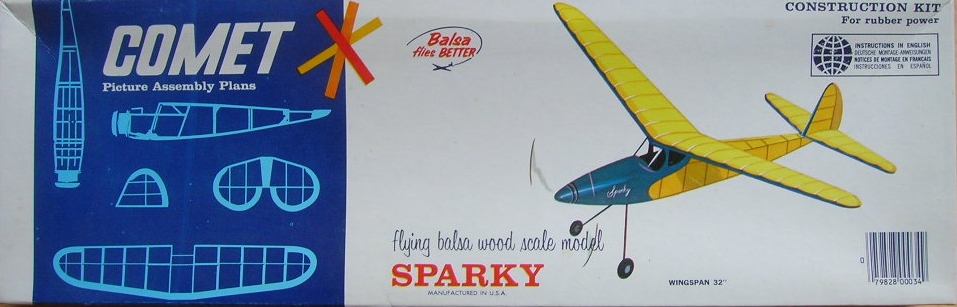 COMET
Picture Assembly Plans
Balsa
flies BETTER
CONSTRUCTION KIT
For rubber power
INSTRUCTIONS IN ENGLISH
DEUTSCHE MONTAGE-ANWEISUNGEN
NOTICES DE MONTAGE EN FRANCAIS
INSTRUCCIONES EN ESPAÑOL
Sparky
flying balsa wood scale model
SPARKY
MANUFACTURED IN U.S.A.
WINGSPAN 32"
0
79828 00034